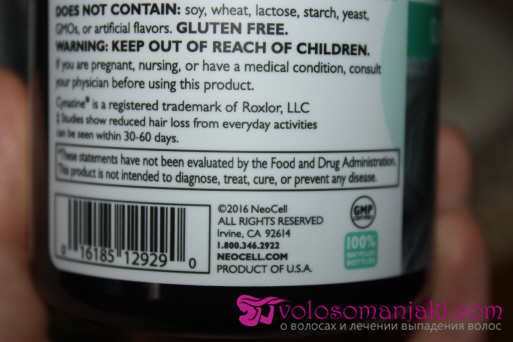 DOES NOT CONTAIN: soy, wheat, lactose, starch, yeast,
GMOs, or artificial flavors. GLUTEN FREE.
WARNING: KEEP OUT OF REACH OF CHILDREN.
If you are pregnant, nursing, or have a medical condition, consult
your physician before using this product.
Cynatine® is a registered trademark of Roxlor, LLC
‡ Studies show reduced hair loss from everyday activities
can be seen within 30-60 days.
*These statements have not been evaluated by the Food and Drug Administration.
This product is not intended to diagnose, treat, cure, or prevent any disease.
8 16185 12929 0
©2016 NeoCell
ALL RIGHTS RESERVED
Irvine, CA 92614
1.800.346.2922
NEOCELL.COM
PRODUCT OF U.S.A.
GMP
CERTIFIED
100%
RECYCLED
BOTTLES
volosomanjaki.com
о волосах и лечении выпадения волос